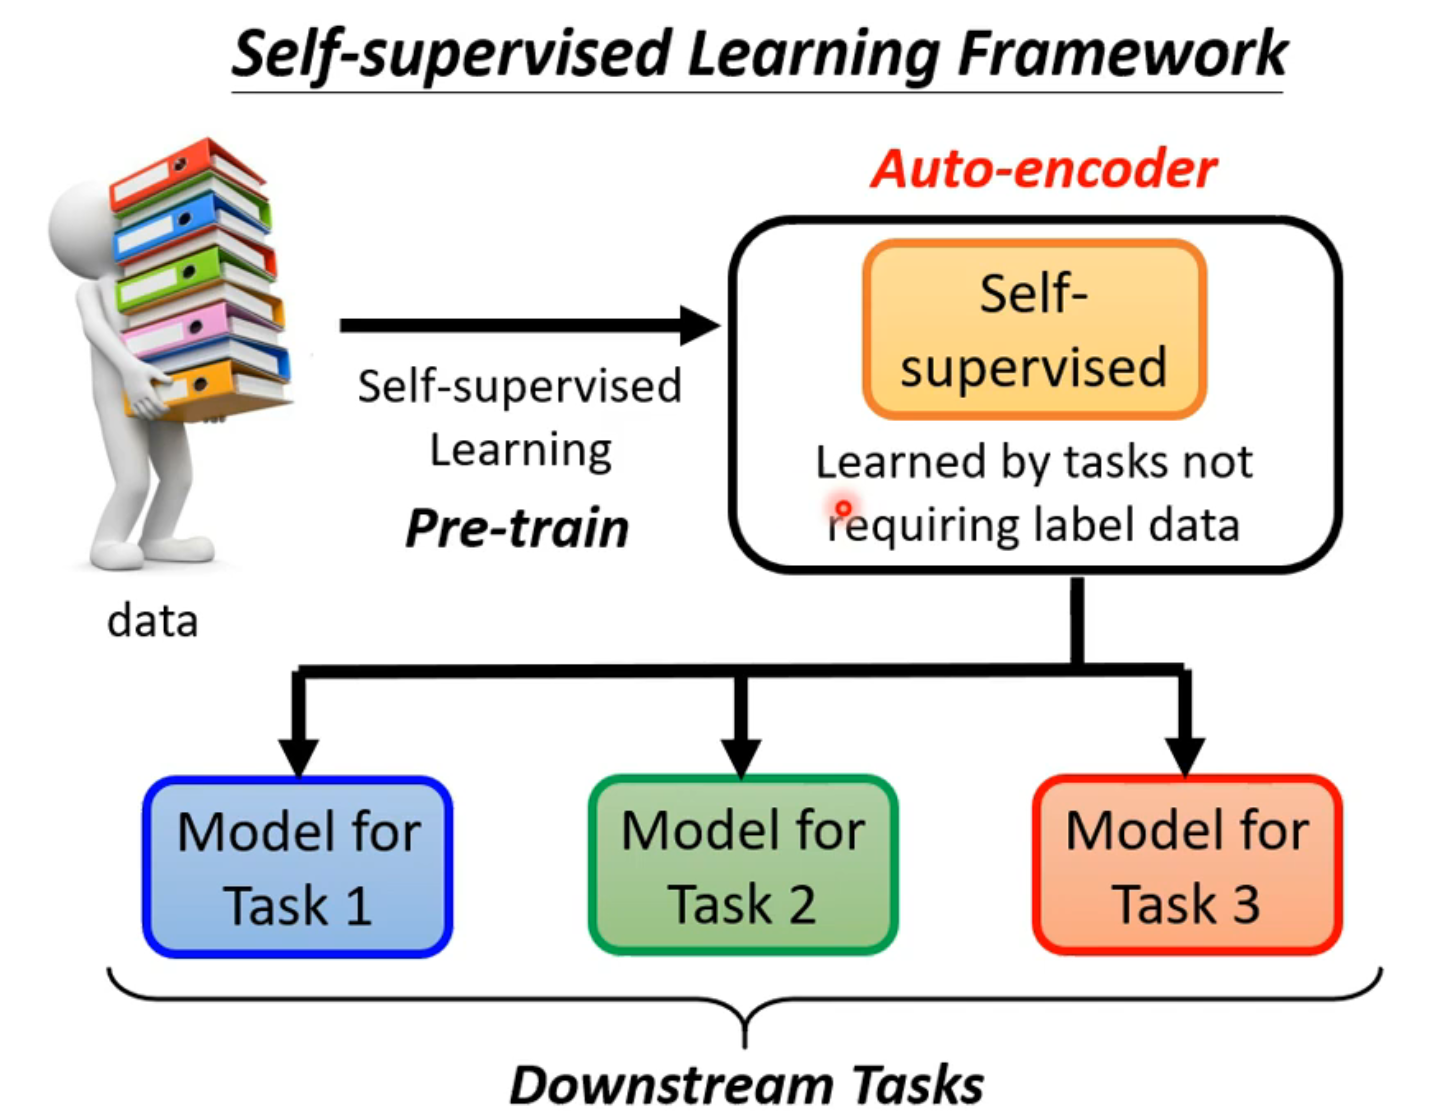 Self-supervised Learning Framework
Auto-encoder
Self-
supervised
Learned by tasks not
requiring label data
Self-supervised
Learning
Pre-train
data
Model for
Task 1
Model for
Task 2
Model for
Task 3
Downstream Tasks